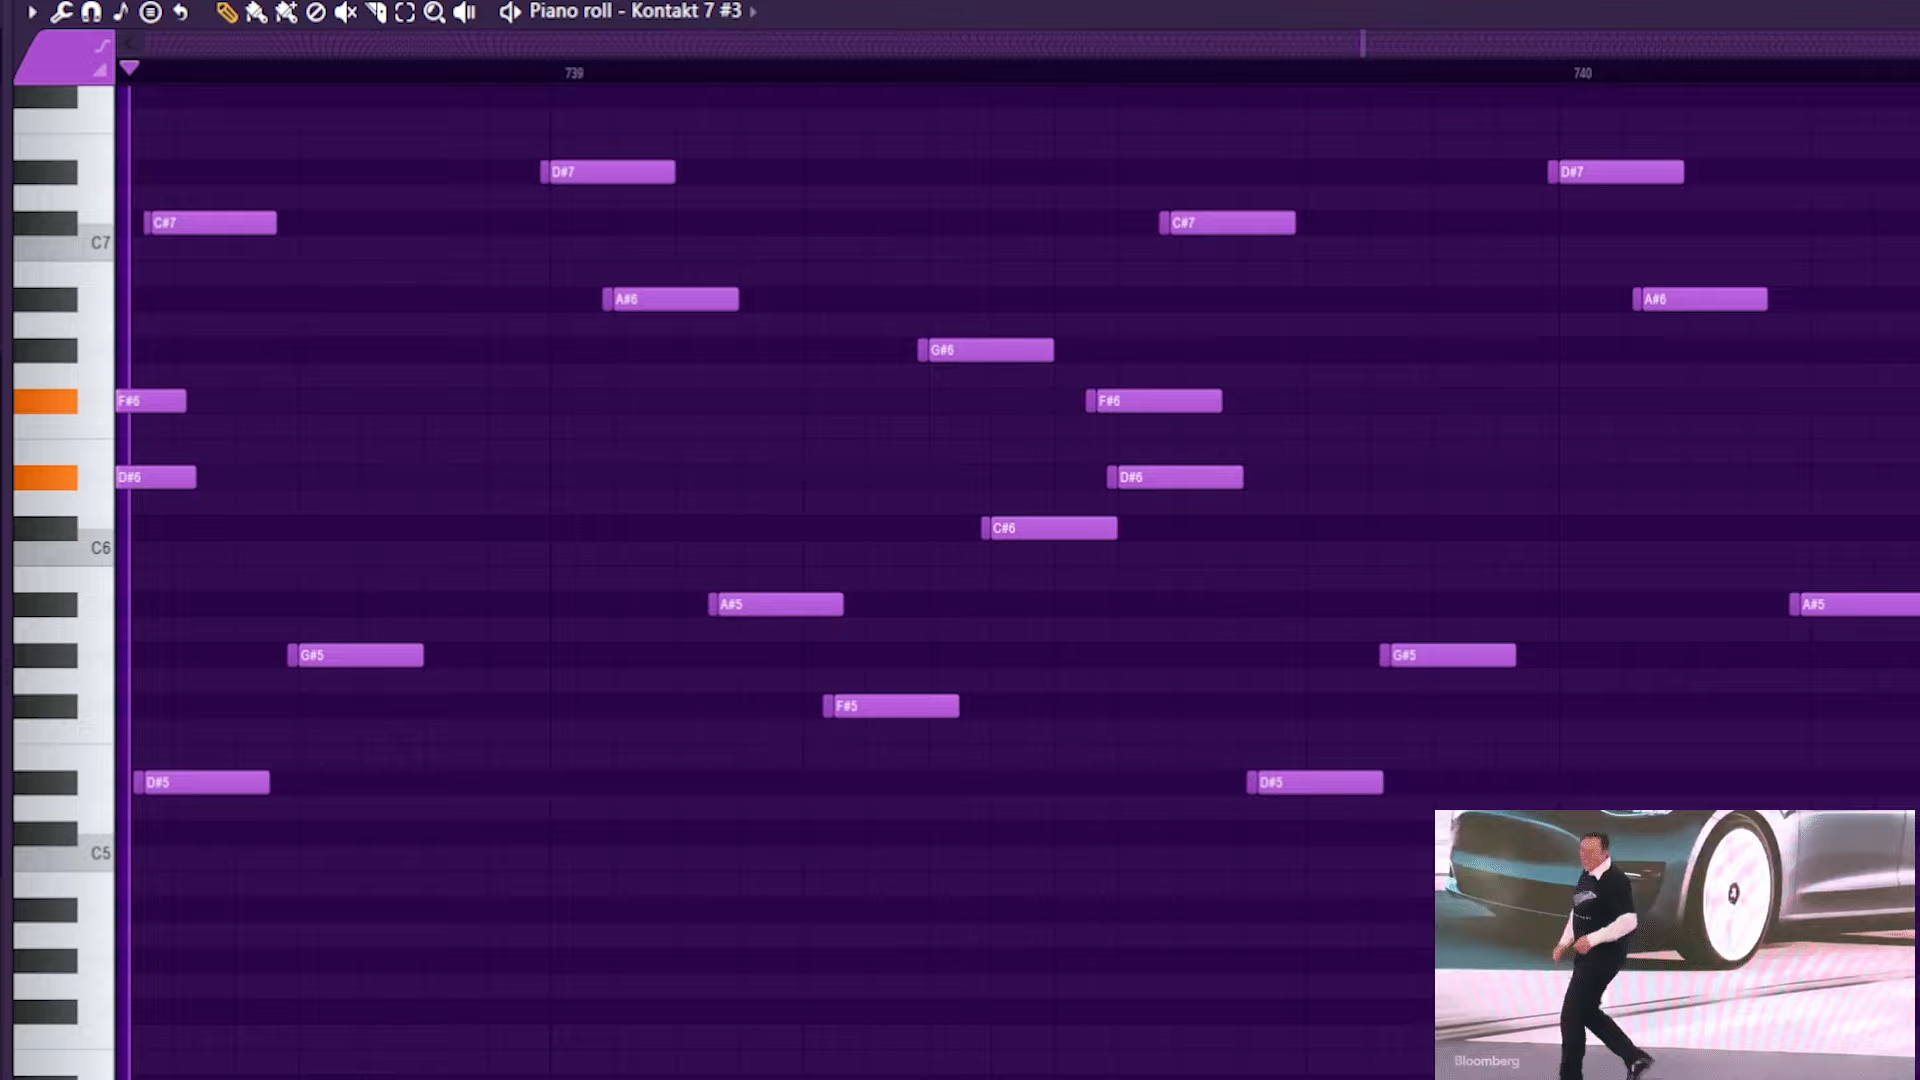 Piano roll - Kontakt 7 #3
739 740
D#7 D#7
C#7 C#7
C7
A#6 A#6
G#6
F#6 F#6
D#6 D#6
C#6
C6
A#5 A#5
G#5 G#5
F#5
D#5 D#5
C5
Bloomberg